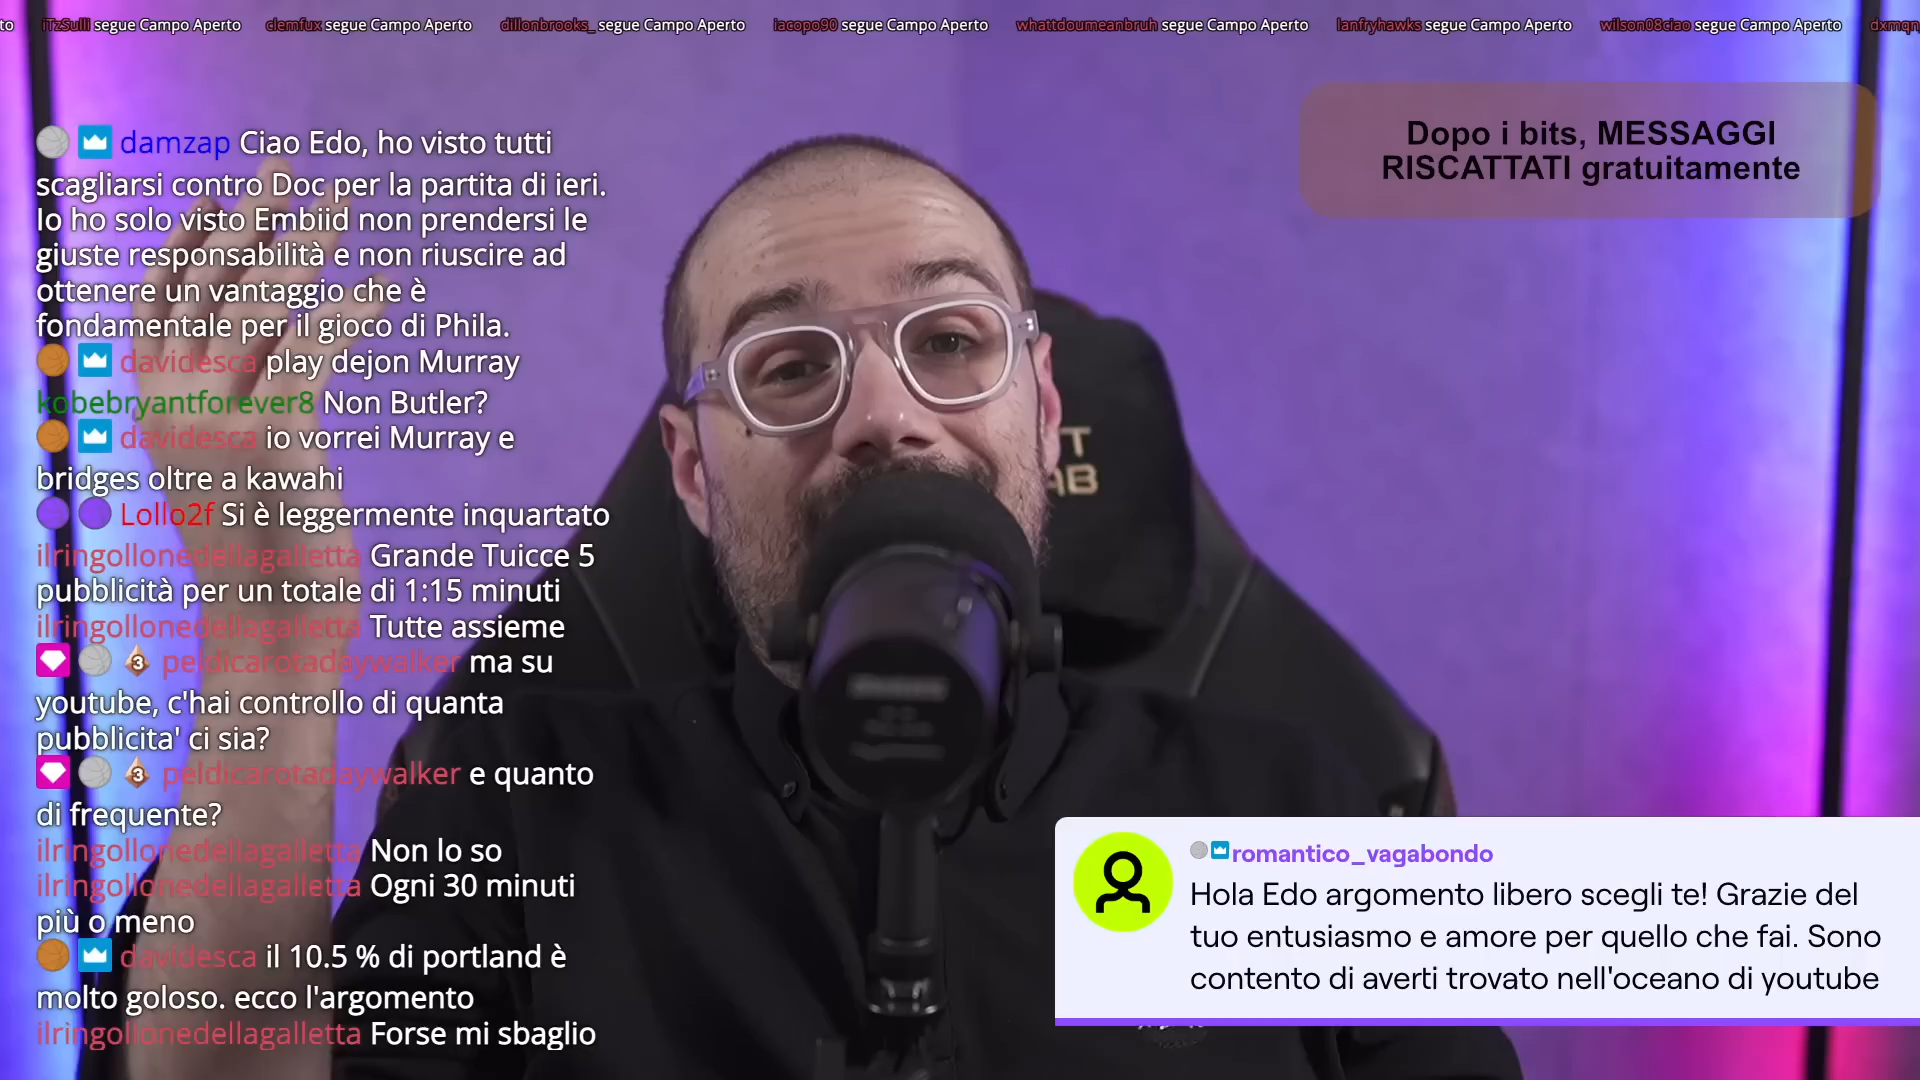 to iTzSulli segue Campo Aperto clemfux segue Campo Aperto dillonbrooks_ segue Campo Aperto iacopo90 segue Campo Aperto whattdoumeanbruh segue Campo Aperto lanfryhawks segue Campo Aperto wilson08ciao segue Campo Aperto dxmqn
Dopo i bits, MESSAGGI
RISCATTATI gratuitamente
damzap Ciao Edo, ho visto tutti
scagliarsi contro Doc per la partita di ieri.
Io ho solo visto Embiid non prendersi le
giuste responsabilità e non riuscire ad
ottenere un vantaggio che è
fondamentale per il gioco di Phila.
davidesca play dejon Murray
kobebryantforever8 Non Butler?
davidesca io vorrei Murray e
bridges oltre a kawahi
Lollo2f Si è leggermente inquartato
ilringollonedellagalletta Grande Tuicce 5
pubblicità per un totale di 1:15 minuti
ilringollonedellagalletta Tutte assieme
3 peldicarotadaywalker ma su
youtube, c'hai controllo di quanta
pubblicita' ci sia?
3 peldicarotadaywalker e quanto
di frequente?
ilringollonedellagalletta Non lo so
ilringollonedellagalletta Ogni 30 minuti
più o meno
davidesca il 10.5 % di portland è
molto goloso. ecco l'argomento
ilringollonedellagalletta Forse mi sbaglio
romantico_vagabondo
Hola Edo argomento libero scegli te! Grazie del
tuo entusiasmo e amore per quello che fai. Sono
contento di averti trovato nell'oceano di youtube